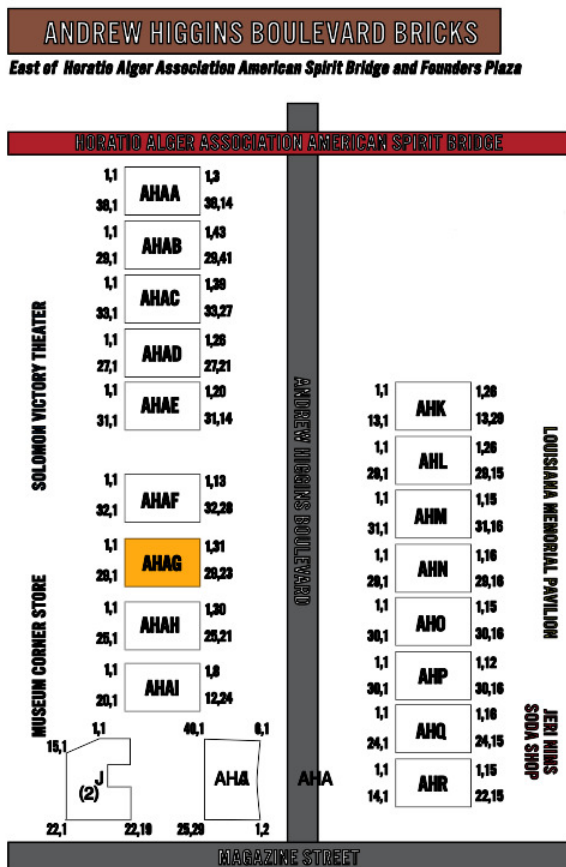 ANDREW HIGGINS BOULEVARD BRICKS
East of Horatio Alger Association American Spirit Bridge and Founders Plaza
HORATIO ALGER ASSOCIATION AMERICAN SPIRIT BRIDGE
1,1 AHAA 1,3
38,1 38,14
1,1 AHAB 1,43
29,1 29,41
1,1 AHAC 1,39
33,1 33,27
1,1 AHAD 1,26
27,1 27,21
1,1 AHAE 1,20
31,1 31,14
SOLOMON VICTORY THEATER
1,1 AHAF 1,13
32,1 32,28
1,1 AHAG 1,31
29,1 29,23
1,1 AHAH 1,30
25,1 25,21
1,1 AHAI 1,8
20,1 12,24
MUSEUM CORNER STORE
1,1
15,1
J
(2)
22,1 22,19
40,1 6,1
AHA
25,29 1,2
AHA
ANDREW HIGGINS BOULEVARD
1,1 AHK 1,26
13,1 13,29
1,1 AHL 1,26
29,1 29,15
1,1 AHM 1,15
31,1 31,16
1,1 AHN 1,16
29,1 29,16
1,1 AHO 1,15
30,1 30,16
1,1 AHP 1,12
30,1 30,16
1,1 AHQ 1,16
24,1 24,15
1,1 AHR 1,15
14,1 22,15
LOUISIANA MEMORIAL PAVILION
JERI NIMS
SODA SHOP
MAGAZINE STREET